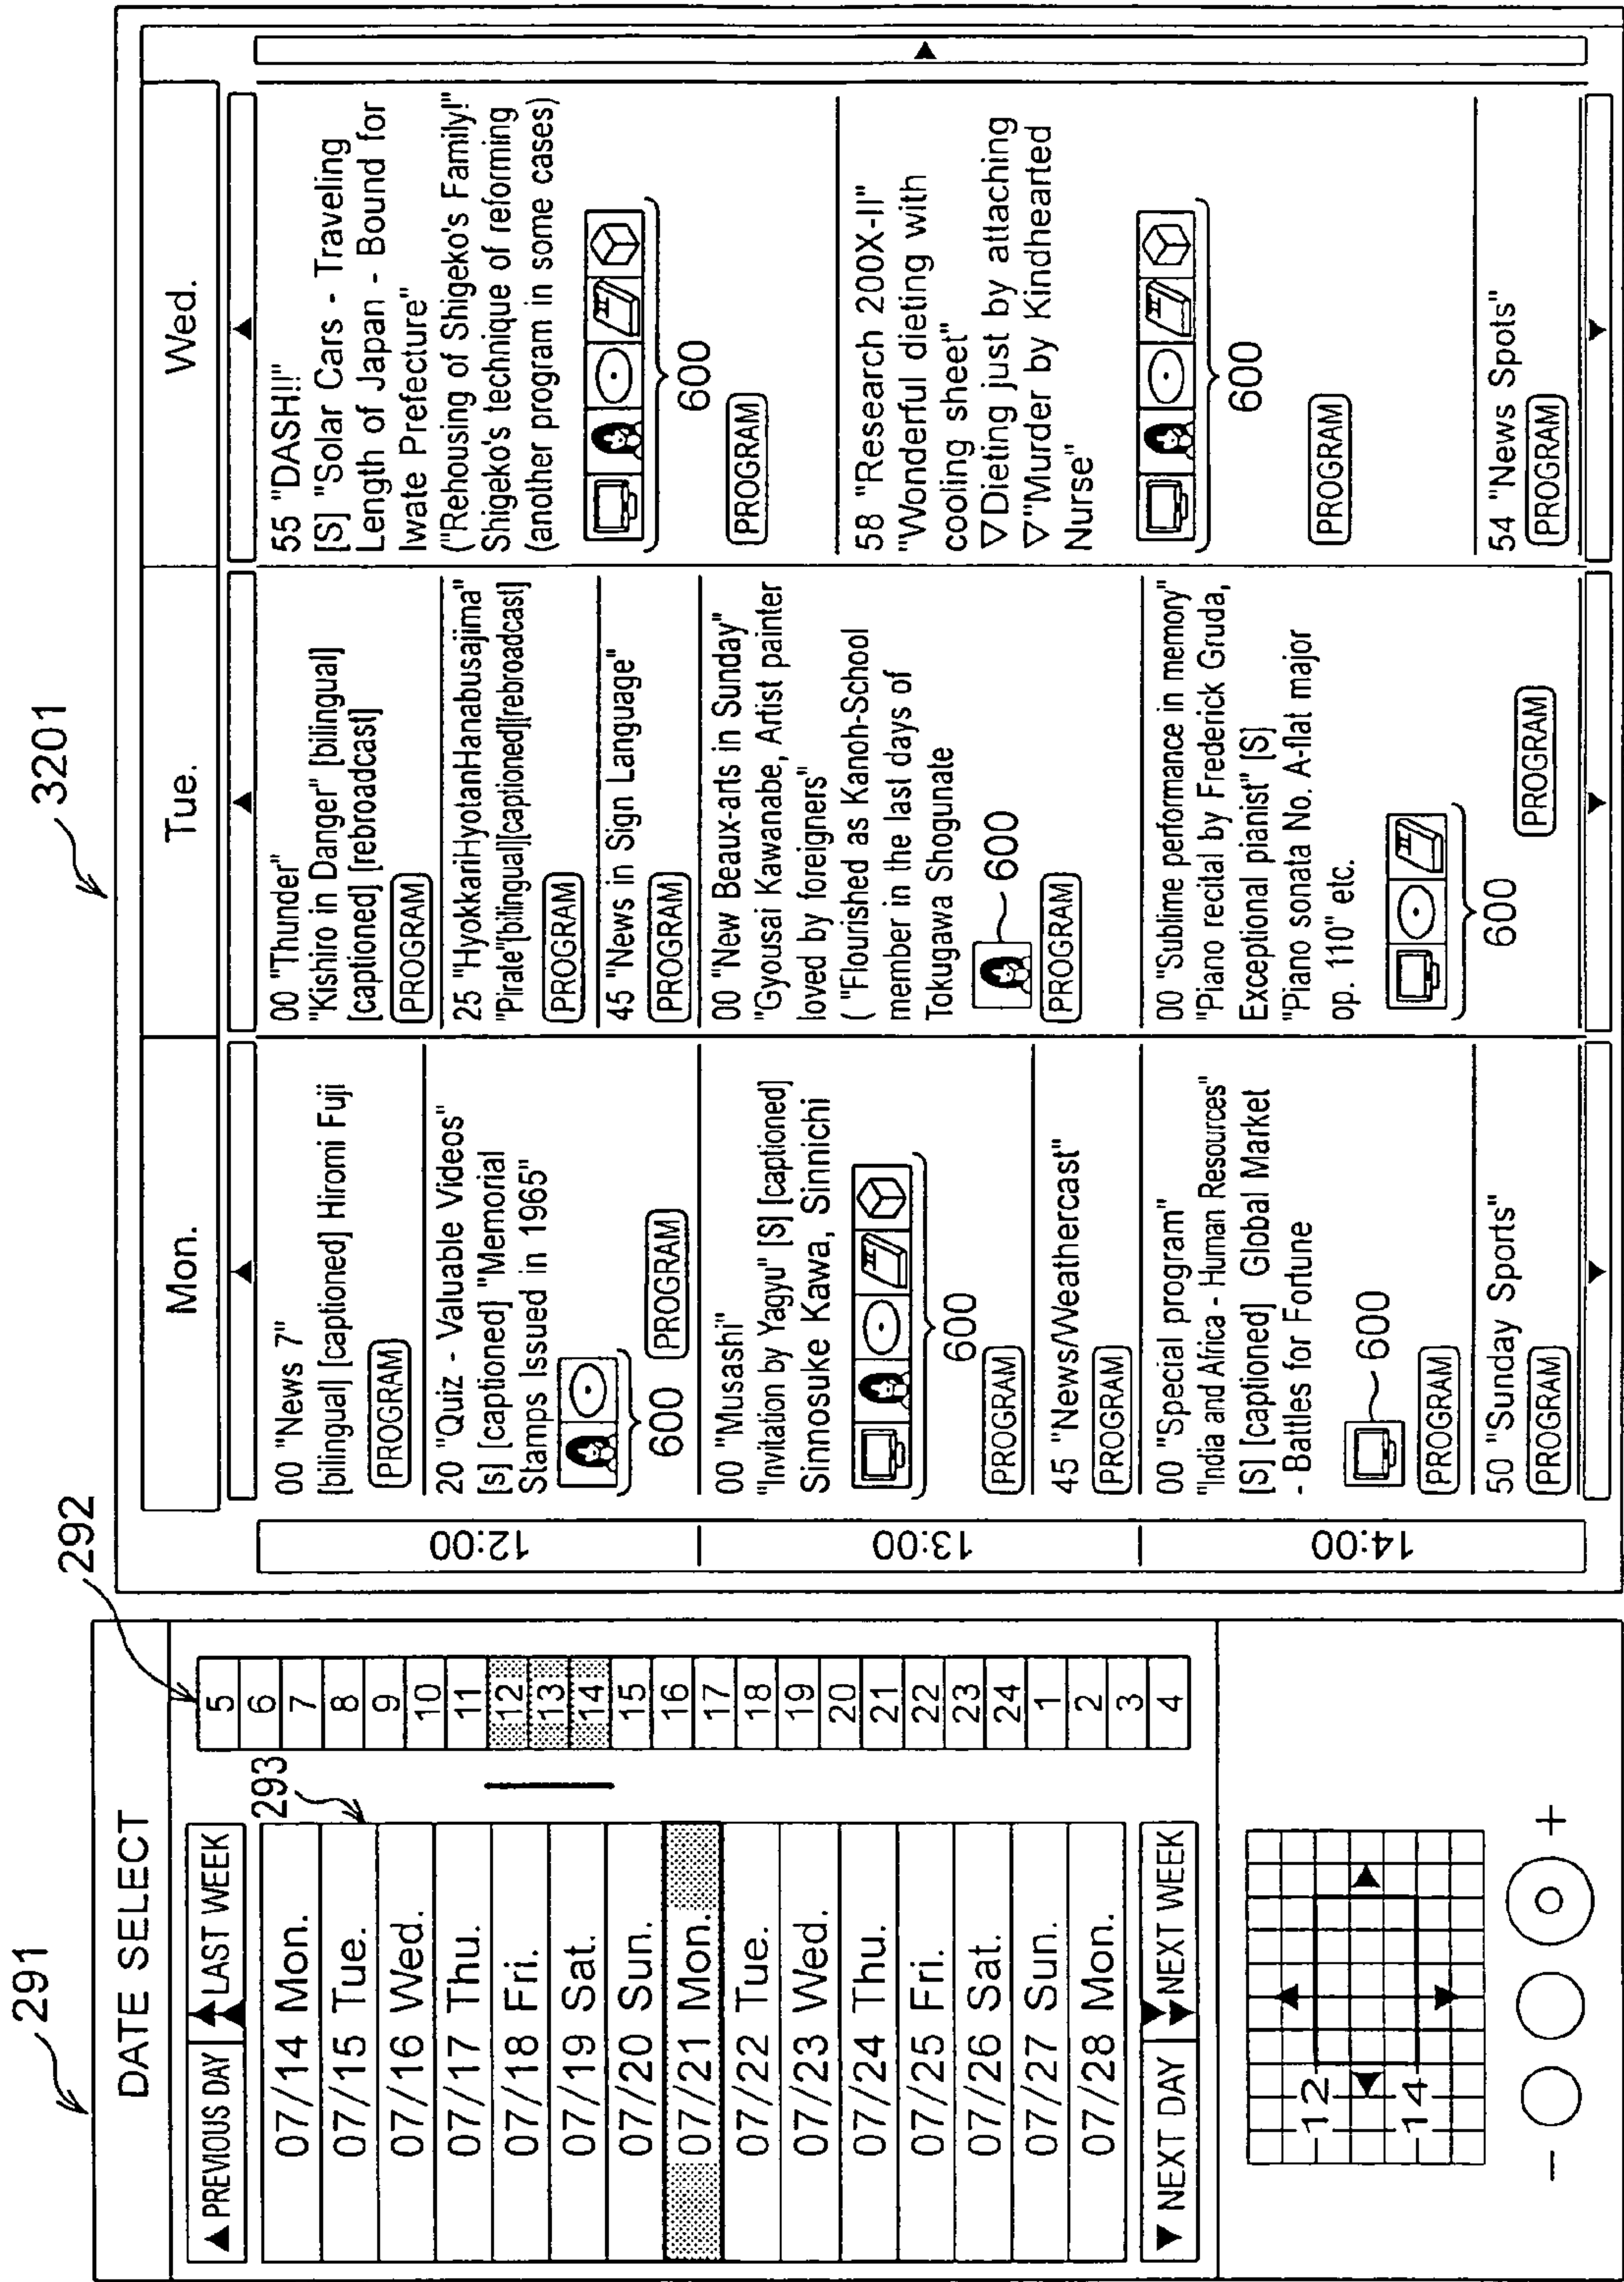 291
DATE SELECT
▲ PREVIOUS DAY
▲▲ LAST WEEK
292
293
07/14 Mon.
07/15 Tue.
07/16 Wed.
07/17 Thu.
07/18 Fri.
07/19 Sat.
07/20 Sun.
07/21 Mon.
07/22 Tue.
07/23 Wed.
07/24 Thu.
07/25 Fri.
07/26 Sat.
07/27 Sun.
07/28 Mon.
▼ NEXT DAY
▼▼ NEXT WEEK
5
6
7
8
9
10
11
12
13
14
15
16
17
18
19
20
21
22
23
24
1
2
3
4
12
14
− +
3201
Mon.
Tue.
Wed.
12:00
13:00
14:00
00 "News 7"
[bilingual] [captioned] Hiromi Fuji
PROGRAM
20 "Quiz - Valuable Videos"
[s] [captioned] "Memorial
Stamps Issued in 1965"
600
PROGRAM
00 "Musashi"
"Invitation by Yagyu" [S] [captioned]
Sinnosuke Kawa, Sinnichi
600
PROGRAM
45 "News/Weathercast"
PROGRAM
00 "Special program"
"India and Africa - Human Resources"
[S] [captioned] Global Market
- Battles for Fortune
600
PROGRAM
50 "Sunday Sports"
PROGRAM
00 "Thunder"
"Kishiro in Danger" [bilingual]
[captioned] [rebroadcast]
PROGRAM
25 "HyokkariHyotanHanabusajima"
"Pirate"[bilingual][captioned][rebroadcast]
PROGRAM
45 "News in Sign Language"
PROGRAM
00 "New Beaux-arts in Sunday"
"Gyousai Kawanabe, Artist painter
loved by foreigners"
( "Flourished as Kanoh-School
member in the last days of
Tokugawa Shogunate
600
PROGRAM
00 "Sublime performance in memory"
"Piano recital by Frederick Gruda,
Exceptional pianist" [S]
"Piano sonata No. A-flat major
op. 110" etc.
600
PROGRAM
55 "DASH!!"
[S] "Solar Cars - Traveling
Length of Japan - Bound for
Iwate Prefecture"
("Rehousing of Shigeko's Family!"
Shigeko's technique of reforming
(another program in some cases)
600
PROGRAM
58 "Research 200X-II"
"Wonderful dieting with
cooling sheet"
▽Dieting just by attaching
▽"Murder by Kindhearted
Nurse"
600
PROGRAM
54 "News Spots"
PROGRAM